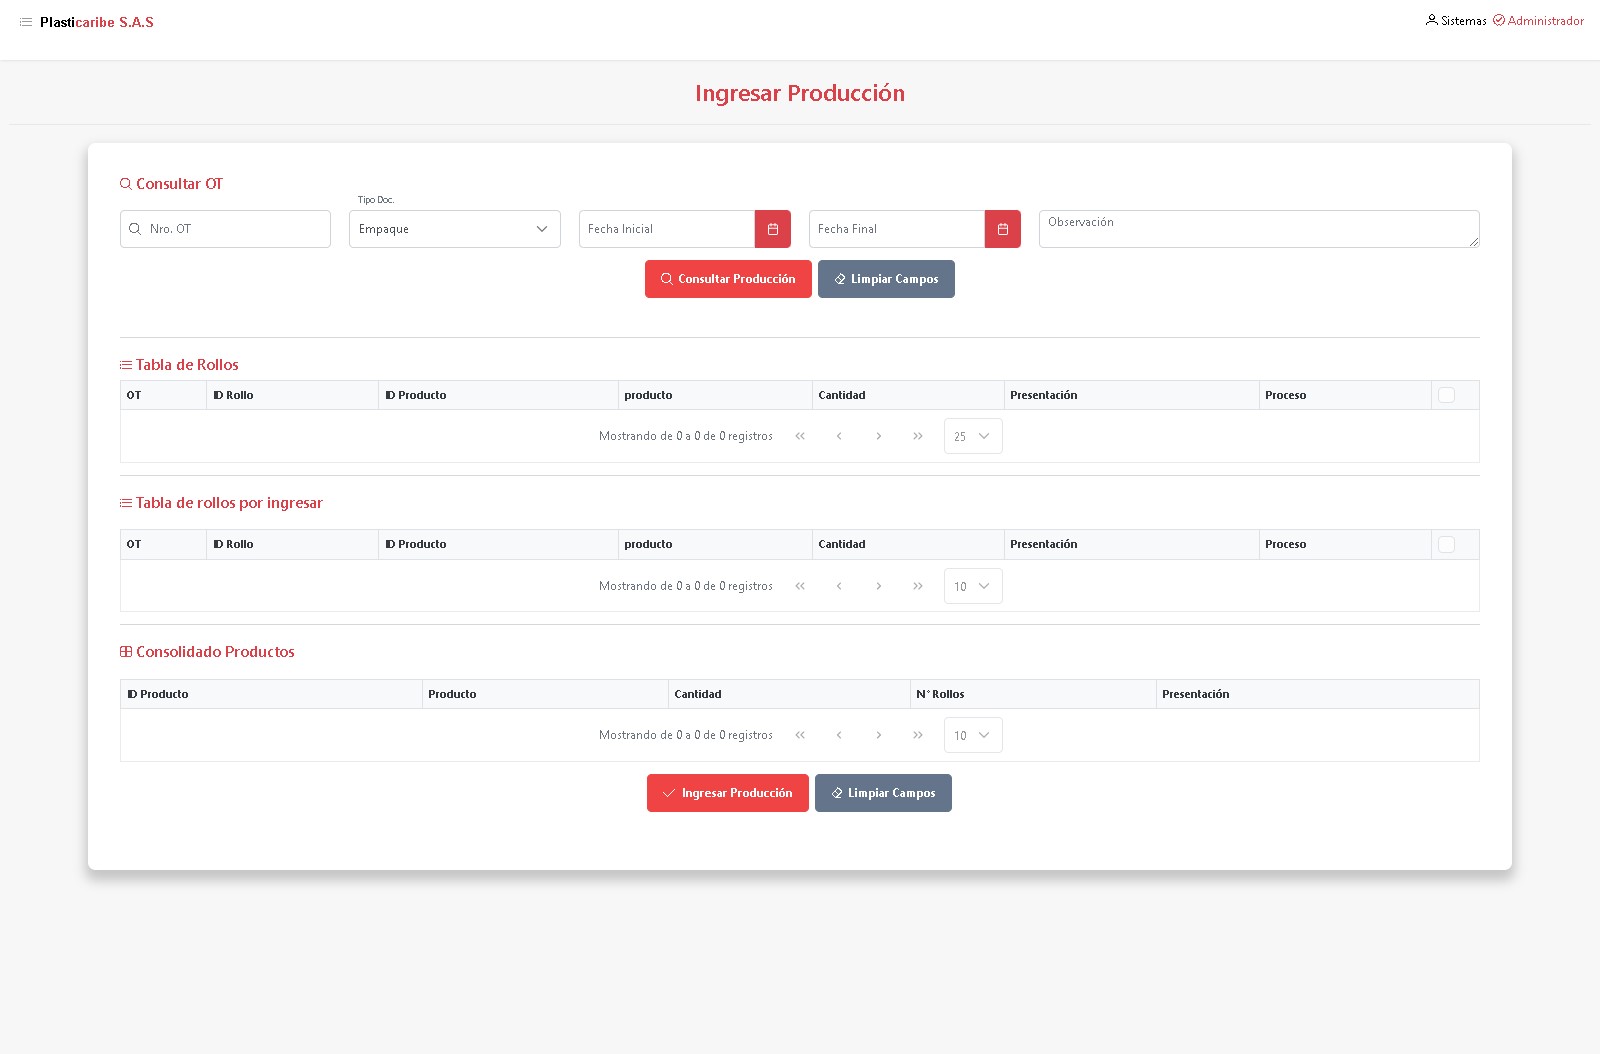 Plasticaribe S.A.S
Sistemas Administrador
Ingresar Producción
Consultar OT
Tipo Doc.
Nro. OT Empaque Fecha Inicial Fecha Final Observación
Consultar Producción Limpiar Campos
Tabla de Rollos
OT ID Rollo ID Producto producto Cantidad Presentación Proceso
Mostrando de 0 a 0 de 0 registros 25
Tabla de rollos por ingresar
OT ID Rollo ID Producto producto Cantidad Presentación Proceso
Mostrando de 0 a 0 de 0 registros 10
Consolidado Productos
ID Producto Producto Cantidad N° Rollos Presentación
Mostrando de 0 a 0 de 0 registros 10
Ingresar Producción Limpiar Campos